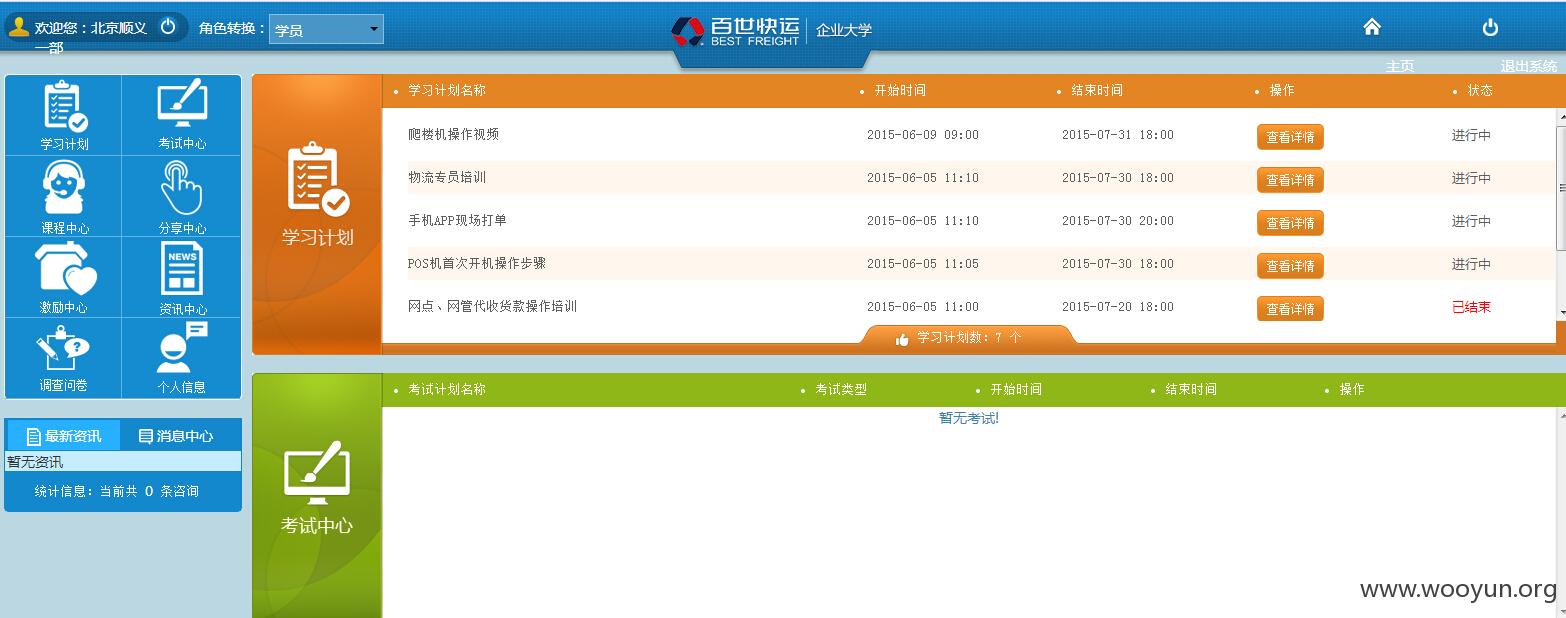 欢迎您：北京顺义一部
角色转换：
学员
百世快运
BEST FREIGHT
企业大学
主页
退出系统
学习计划
考试中心
课程中心
分享中心
激励中心
NEWS
资讯中心
调查问卷
个人信息
最新资讯
消息中心
暂无资讯
统计信息：当前共 0 条咨询
学习计划
学习计划名称 开始时间 结束时间 操作 状态
爬楼机操作视频 2015-06-09 09:00 2015-07-31 18:00 查看详情 进行中
物流专员培训 2015-06-05 11:10 2015-07-30 18:00 查看详情 进行中
手机APP现场打单 2015-06-05 11:10 2015-07-30 20:00 查看详情 进行中
POS机首次开机操作步骤 2015-06-05 11:05 2015-07-30 18:00 查看详情 进行中
网点、网管代收货款操作培训 2015-06-05 11:00 2015-07-20 18:00 查看详情 已结束
学习计划数：7 个
考试中心
考试计划名称 考试类型 开始时间 结束时间 操作
暂无考试!
www.wooyun.org